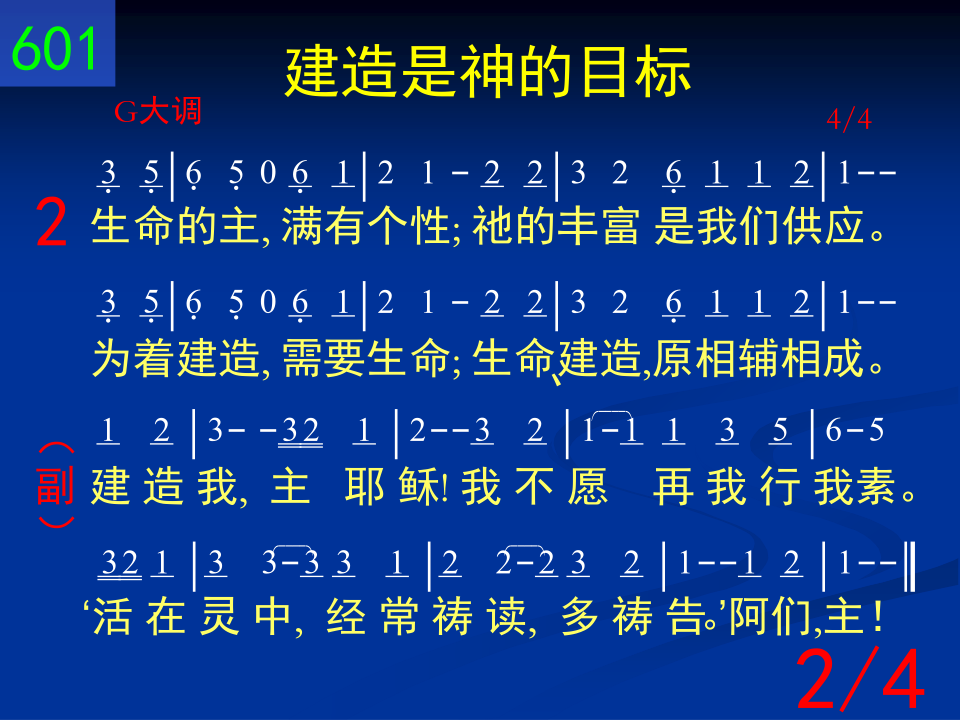 601
建造是神的目标
G大调
4/4
3 5|6 5 0 6 1|2 1 - 2 2|3 2 6 1 1 2|1--
2
生命的主, 满有个性; 祂的丰富 是我们供应。
3 5|6 5 0 6 1|2 1 - 2 2|3 2 6 1 1 2|1--
为着建造, 需要生命; 生命、建造,原相辅相成。
1 2|3- -32 1|2--3 2|1-1 1 3 5|6-5
（副）
建 造 我, 主 耶 稣! 我 不 愿 再 我 行 我素。
32 1|3 3-3 3 1|2 2-2 3 2|1--1 2|1--‖
‘活 在 灵 中, 经 常 祷 读, 多 祷 告。’阿们,主！
2/4